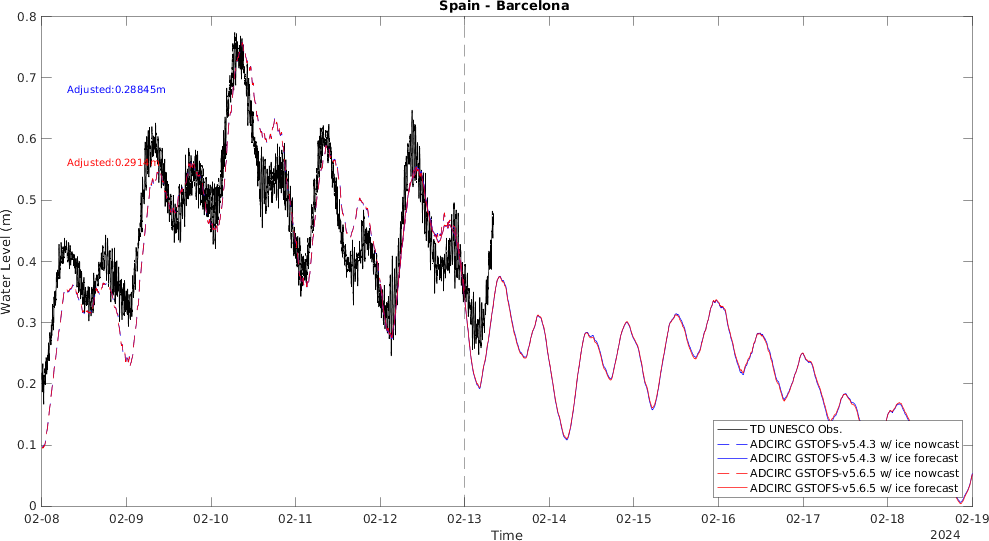 Spain - Barcelona
Water Level (m)
0.8
0.7
0.6
0.5
0.4
0.3
0.2
0.1
0
Adjusted:0.28845m
TD UNESCO Obs.
ADCIRC GSTOFS-v5.4.3 w/ ice nowcast
ADCIRC GSTOFS-v5.4.3 w/ ice forecast
ADCIRC GSTOFS-v5.6.5 w/ ice nowcast
ADCIRC GSTOFS-v5.6.5 w/ ice forecast
02-08 02-09 02-10 02-11 02-12 02-13 02-14 02-15 02-16 02-17 02-18 02-19
Time
2024